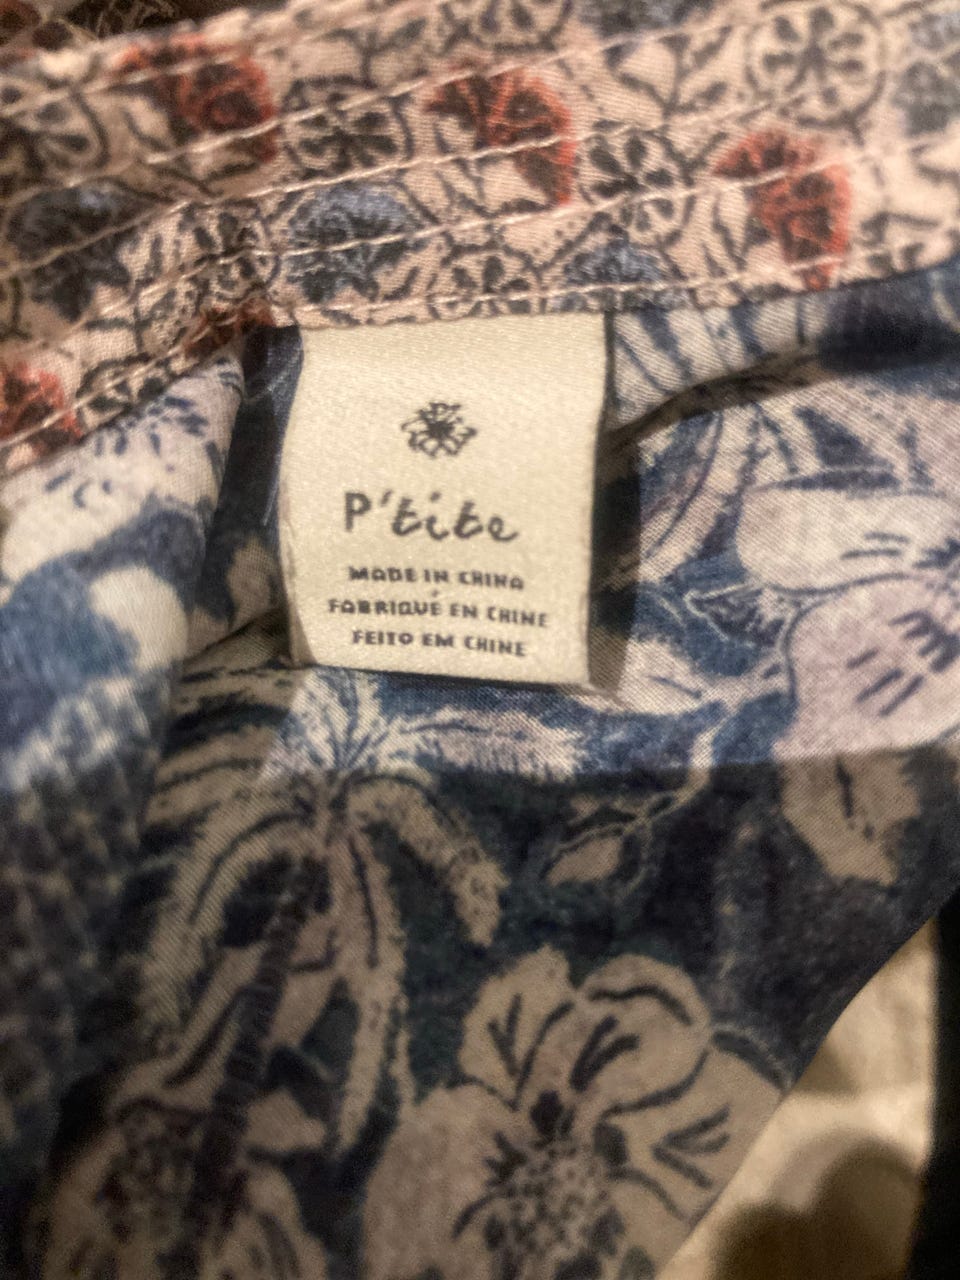 P'tite
MADE IN CHINA
FABRIQUÉ EN CHINE
FEITO EM CHINE